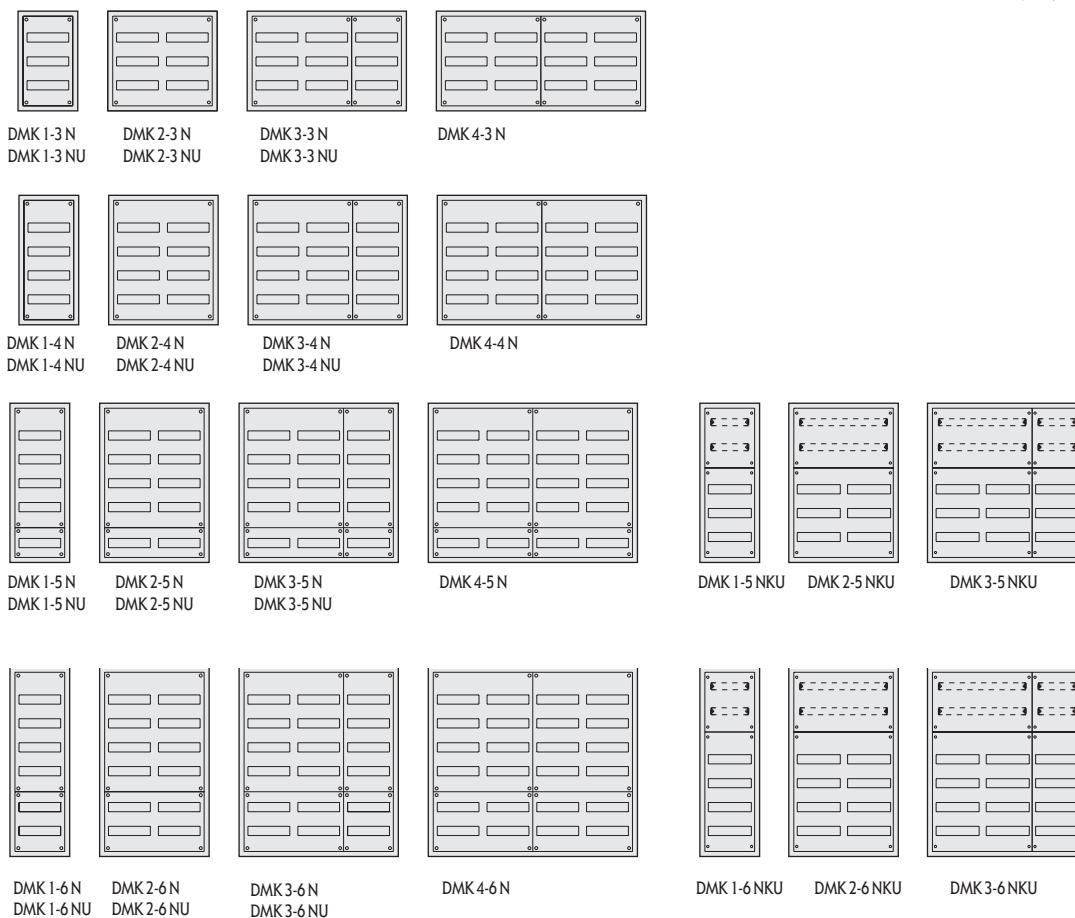 DMK 1-3 N
DMK 1-3 NU
DMK 2-3 N
DMK 2-3 NU
DMK 3-3 N
DMK 3-3 NU
DMK 4-3 N
DMK 1-4 N
DMK 1-4 NU
DMK 2-4 N
DMK 2-4 NU
DMK 3-4 N
DMK 3-4 NU
DMK 4-4 N
DMK 1-5 N
DMK 1-5 NU
DMK 2-5 N
DMK 2-5 NU
DMK 3-5 N
DMK 3-5 NU
DMK 4-5 N
DMK 1-5 NKU
DMK 2-5 NKU
DMK 3-5 NKU
DMK 1-6 N
DMK 1-6 NU
DMK 2-6 N
DMK 2-6 NU
DMK 3-6 N
DMK 3-6 NU
DMK 4-6 N
DMK 1-6 NKU
DMK 2-6 NKU
DMK 3-6 NKU